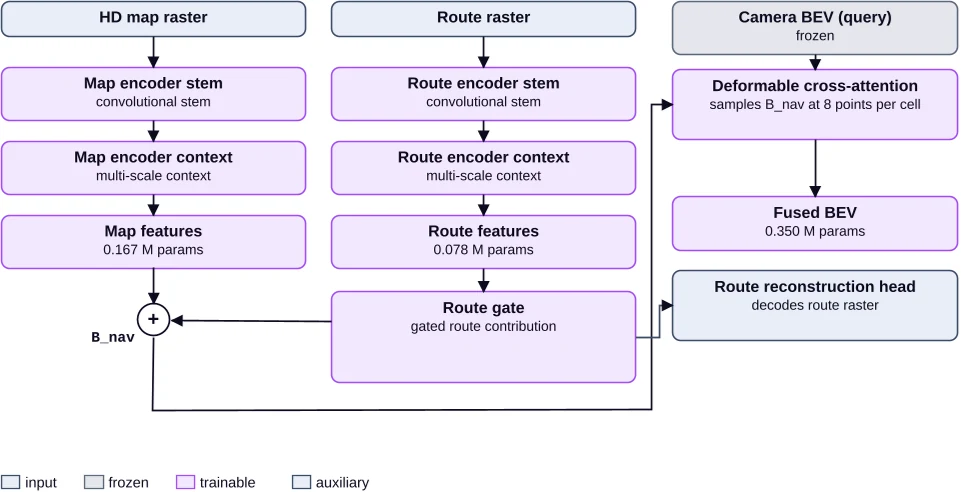 HD map raster
Map encoder stem
convolutional stem
Map encoder context
multi-scale context
Map features
0.167 M params
+
B_nav
Route raster
Route encoder stem
convolutional stem
Route encoder context
multi-scale context
Route features
0.078 M params
Route gate
gated route contribution
Camera BEV (query)
frozen
Deformable cross-attention
samples B_nav at 8 points per cell
Fused BEV
0.350 M params
Route reconstruction head
decodes route raster
input
frozen
trainable
auxiliary